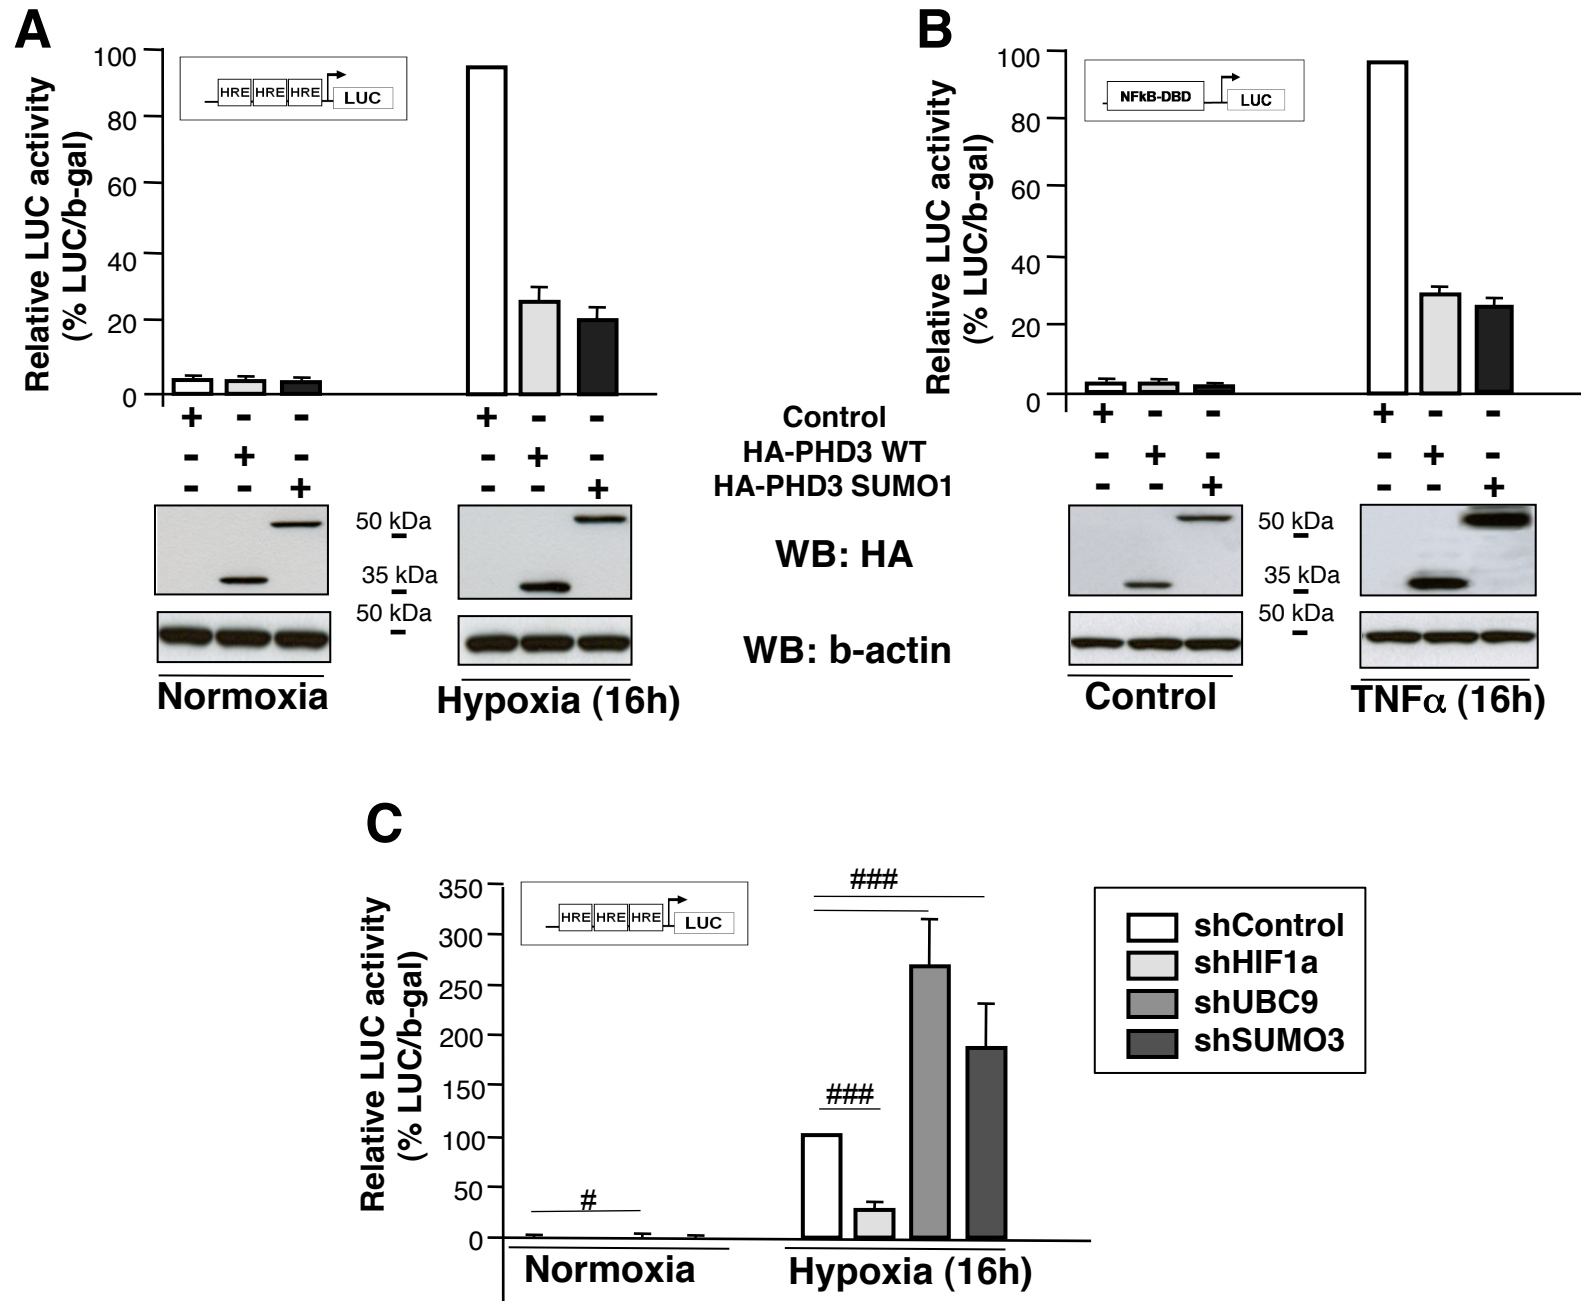 A
Relative LUC activity
(% LUC/b-gal)
100
80
60
40
20
0
HRE HRE HRE LUC
+ - - + - -
- + - - + -
- - + - - +
50 kDa
35 kDa
50 kDa
Normoxia
Hypoxia (16h)
Control
HA-PHD3 WT
HA-PHD3 SUMO1
WB: HA
WB: b-actin
B
Relative LUC activity
(% LUC/b-gal)
100
80
60
40
20
0
NFkB-DBD LUC
+ - - + - -
- + - - + -
- - + - - +
50 kDa
35 kDa
50 kDa
Control
TNFα (16h)
C
Relative LUC activity
(% LUC/b-gal)
350
300
250
200
150
100
50
0
HRE HRE HRE LUC
#
###
###
Normoxia
Hypoxia (16h)
shControl
shHIF1a
shUBC9
shSUMO3